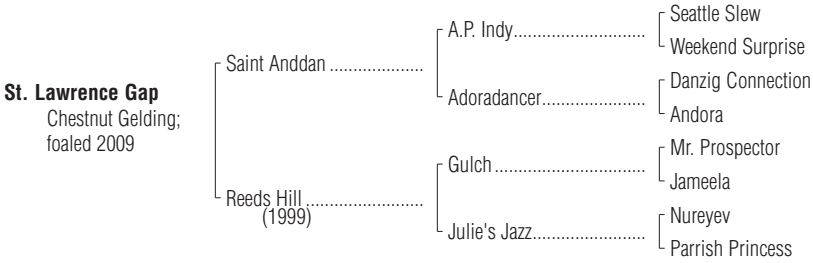 Seattle Slew
A.P. Indy..............................
Weekend Surprise
Saint Anddan .....................
Danzig Connection
Adoradancer........................
Andora
St. Lawrence Gap
Chestnut Gelding;
foaled 2009
Mr. Prospector
Gulch ...................................
Jameela
Reeds Hill ..........................
(1999)
Nureyev
Julie's Jazz..........................
Parrish Princess